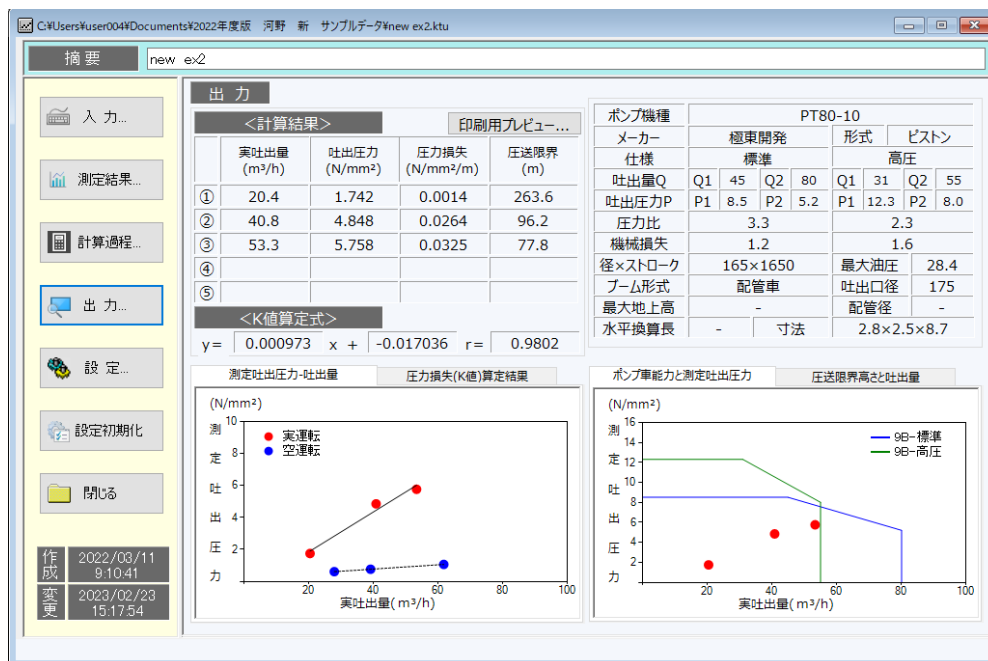 C:¥Users¥user004¥Documents¥2022年度版 河野 新 サンプルデータ¥new ex2.ktu
摘 要 new ex2
入 力...
測定結果...
計算過程...
出 力...
設 定...
設定初期化
閉じる
作成 2022/03/11 9:10:41
変更 2023/02/23 15:17:54
出 力
<計算結果> 印刷用プレビュー...
実吐出量 (m³/h) 吐出圧力 (N/mm²) 圧力損失 (N/mm²/m) 圧送限界 (m)
① 20.4 1.742 0.0014 263.6
② 40.8 4.848 0.0264 96.2
③ 53.3 5.758 0.0325 77.8
④
⑤
<K値算定式>
y= 0.000973 x + -0.017036 r= 0.9802
ポンプ機種 PT80-10
メーカー 極東開発 形式 ピストン
仕様 標準 高圧
吐出量Q Q1 45 Q2 80 Q1 31 Q2 55
吐出圧力P P1 8.5 P2 5.2 P1 12.3 P2 8.0
圧力比 3.3 2.3
機械損失 1.2 1.6
径×ストローク 165×1650 最大油圧 28.4
ブーム形式 配管車 吐出口径 175
最大地上高 - 配管径 -
水平換算長 - 寸法 2.8×2.5×8.7
測定吐出圧力-吐出量 圧力損失(K値)算定結果
(N/mm²)
測定吐出圧力
10
8
6
4
2
実運転
空運転
20 40 60 80 100
実吐出量(m³/h)
ポンプ車能力と測定吐出圧力 圧送限界高さと吐出量
(N/mm²)
測定吐出圧力
16
14
12
10
8
6
4
2
9B-標準
9B-高圧
20 40 60 80 100
実吐出量(m³/h)